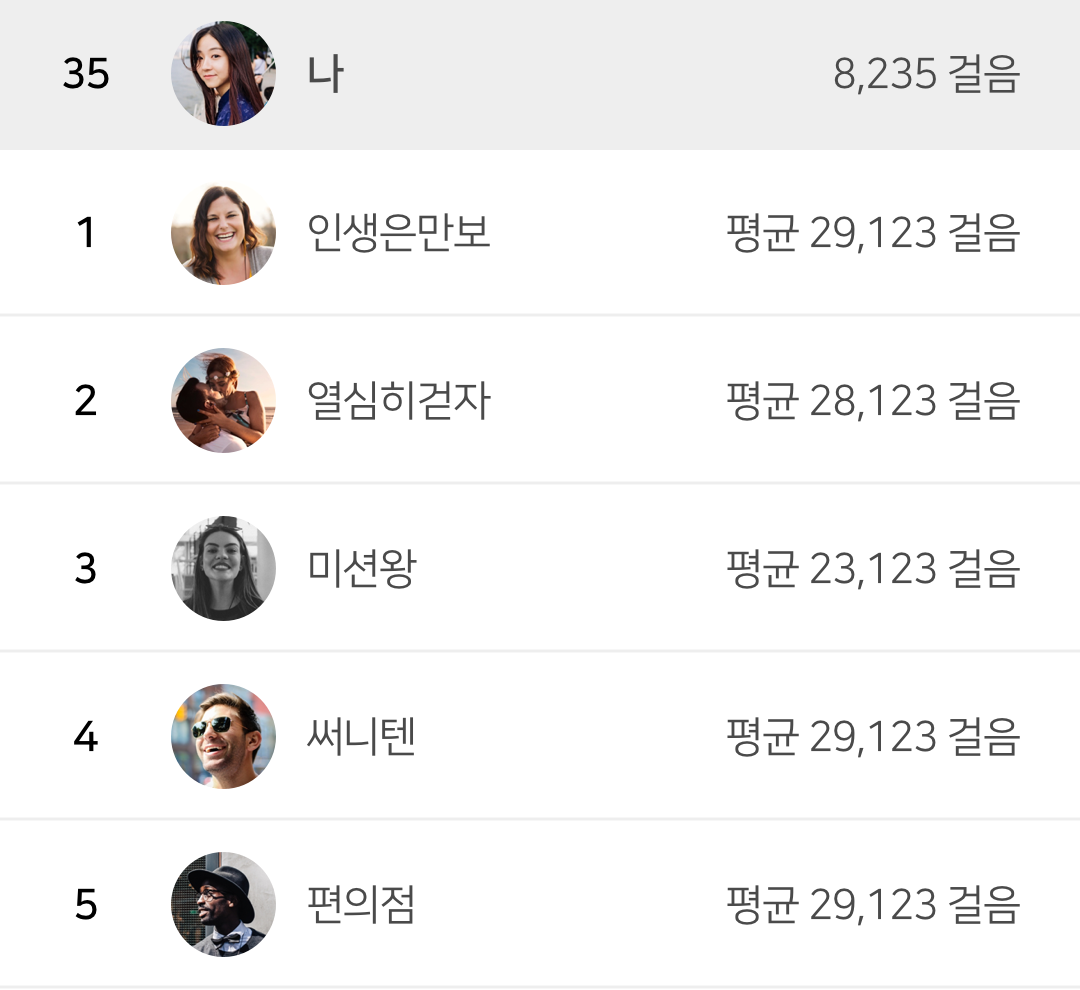 35 나 8,235 걸음
1 인생은만보 평균 29,123 걸음
2 열심히걷자 평균 28,123 걸음
3 미션왕 평균 23,123 걸음
4 써니텐 평균 29,123 걸음
5 편의점 평균 29,123 걸음